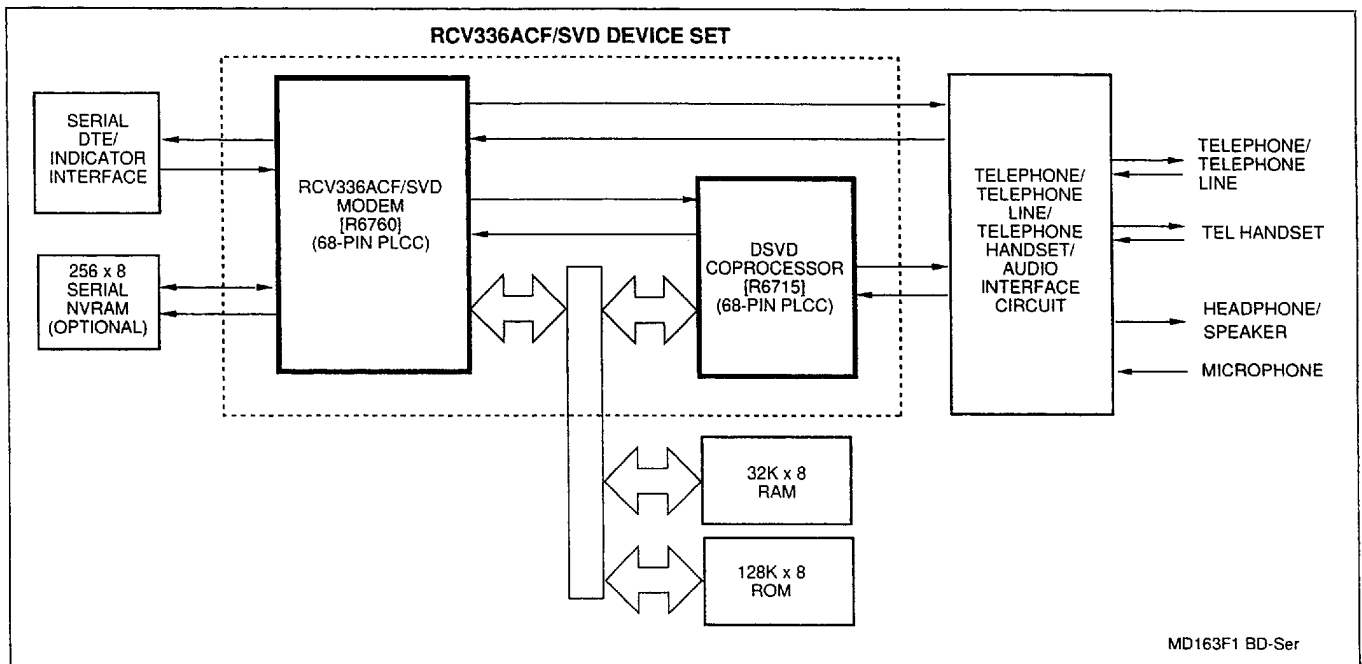 RCV336ACF/SVD DEVICE SET
SERIAL
DTE/
INDICATOR
INTERFACE
256 x 8
SERIAL
NVRAM
(OPTIONAL)
RCV336ACF/SVD
MODEM
[R6760]
(68-PIN PLCC)
DSVD
COPROCESSOR
[R6715]
(68-PIN PLCC)
TELEPHONE/
TELEPHONE
LINE/
TELEPHONE
HANDSET/
AUDIO
INTERFACE
CIRCUIT
TELEPHONE/
TELEPHONE
LINE
TEL HANDSET
HEADPHONE/
SPEAKER
MICROPHONE
32K x 8
RAM
128K x 8
ROM
MD163F1 BD-Ser